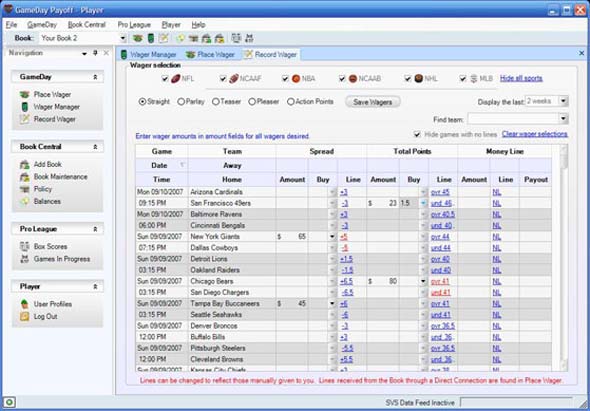 GameDay Payoff - Player
File GameDay Book Central Pro League Player Help
Book: Your Book 2
Navigation
GameDay
Place Wager
Wager Manager
Record Wager
Book Central
Add Book
Book Maintenance
Policy
Balances
Pro League
Box Scores
Games In Progress
Player
User Profiles
Log Out
Wager Manager Place Wager Record Wager
Wager selection
NFL NCAAF NBA NCAAB NHL MLB Hide all sports
Straight Parlay Teaser Pleaser Action Points Save Wagers Display the last: 2 weeks
Find team:
Enter wager amounts in amount fields for all wagers desired. Hide games with no lines Clear wager selections
Game Team Spread Total Points Money Line
Date Away
Time Home Amount Buy Line Amount Buy Line Amount Line Payout
Mon 09/10/2007 Arizona Cardinals +3 ovr 45 NL
09:15 PM San Francisco 49ers -3 $ 23 1.5 und 46.. NL
Mon 09/10/2007 Baltimore Ravens +3 ovr 40.5 NL
06:00 PM Cincinnati Bengals -3 und 40.. NL
Sun 09/09/2007 New York Giants $ 65 +5 ovr 44 NL
07:15 PM Dallas Cowboys -5 und 44 NL
Sun 09/09/2007 Detroit Lions +1.5 ovr 40 NL
03:15 PM Oakland Raiders -1.5 und 40 NL
Sun 09/09/2007 Chicago Bears +6.5 $ 80 ovr 41 NL
03:15 PM San Diego Chargers -6.5 und 41 NL
Sun 09/09/2007 Tampa Bay Buccaneers $ 45 +6 ovr 41 NL
03:15 PM Seattle Seahawks -6 und 41 NL
Sun 09/09/2007 Denver Broncos -3 ovr 36.5 NL
12:00 PM Buffalo Bills +3 und 36.. NL
Sun 09/09/2007 Pittsburgh Steelers -5.5 ovr 36.5 NL
12:00 PM Cleveland Browns +5.5 und 36.. NL
Sun 09/09/2007 Kansas City Chiefs +3 ovr 38 NL
Lines can be changed to reflect those manually given to you. Lines received from the Book through a Direct Connection are found in Place Wager.
SVS Data Feed Inactive